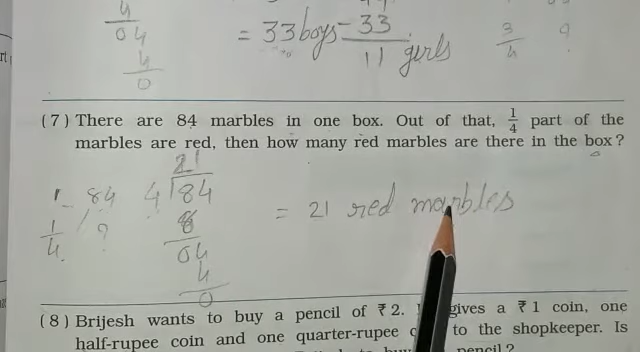 4
04
4
0
= 33 boys - 33
11 girls
3/4 ?
(7) There are 84 marbles in one box. Out of that, 1/4 part of the
marbles are red, then how many red marbles are there in the box?
21
1 84 4 84
1/4 ? 8
= 21 red marbles
04
4
0
(8) Brijesh wants to buy a pencil of ₹ 2. gives a ₹ 1 coin, one
half-rupee coin and one quarter-rupee to the shopkeeper. Is
pencil?